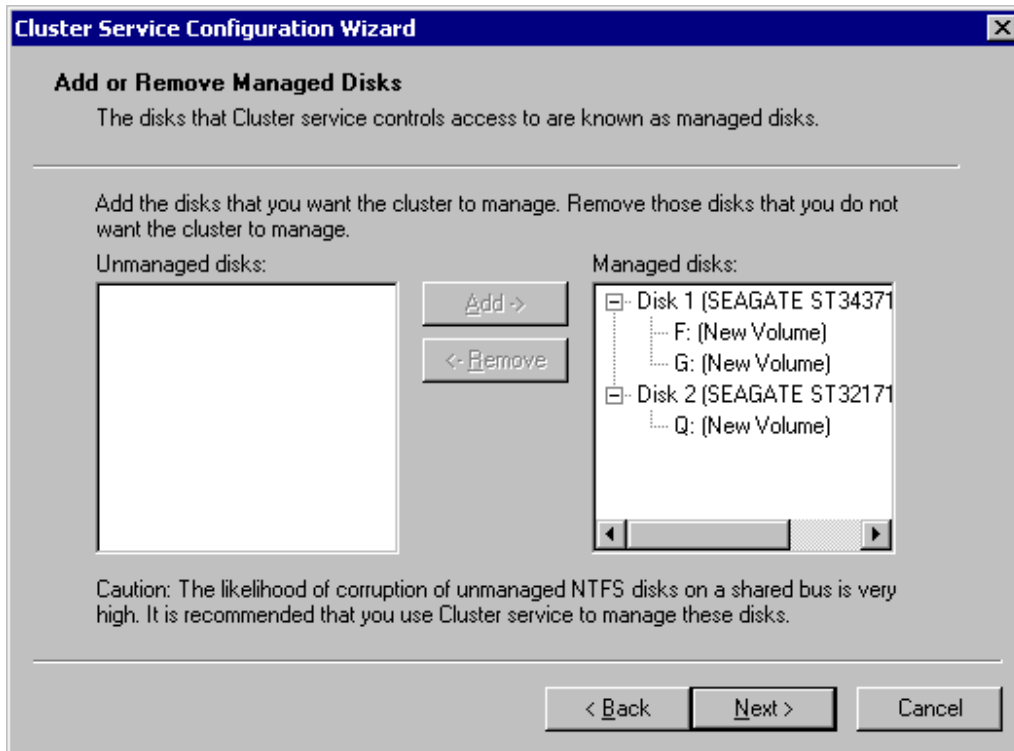 Cluster Service Configuration Wizard
Add or Remove Managed Disks
The disks that Cluster service controls access to are known as managed disks.
Add the disks that you want the cluster to manage. Remove those disks that you do not
want the cluster to manage.
Unmanaged disks:
Managed disks:
Add ->
<- Remove
Disk 1 (SEAGATE ST34371
F: (New Volume)
G: (New Volume)
Disk 2 (SEAGATE ST32171
Q: (New Volume)
Caution: The likelihood of corruption of unmanaged NTFS disks on a shared bus is very
high. It is recommended that you use Cluster service to manage these disks.
< Back
Next >
Cancel